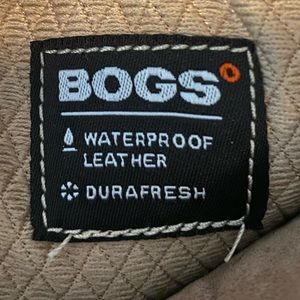 BOGS
WATERPROOF
LEATHER
DURAFRESH